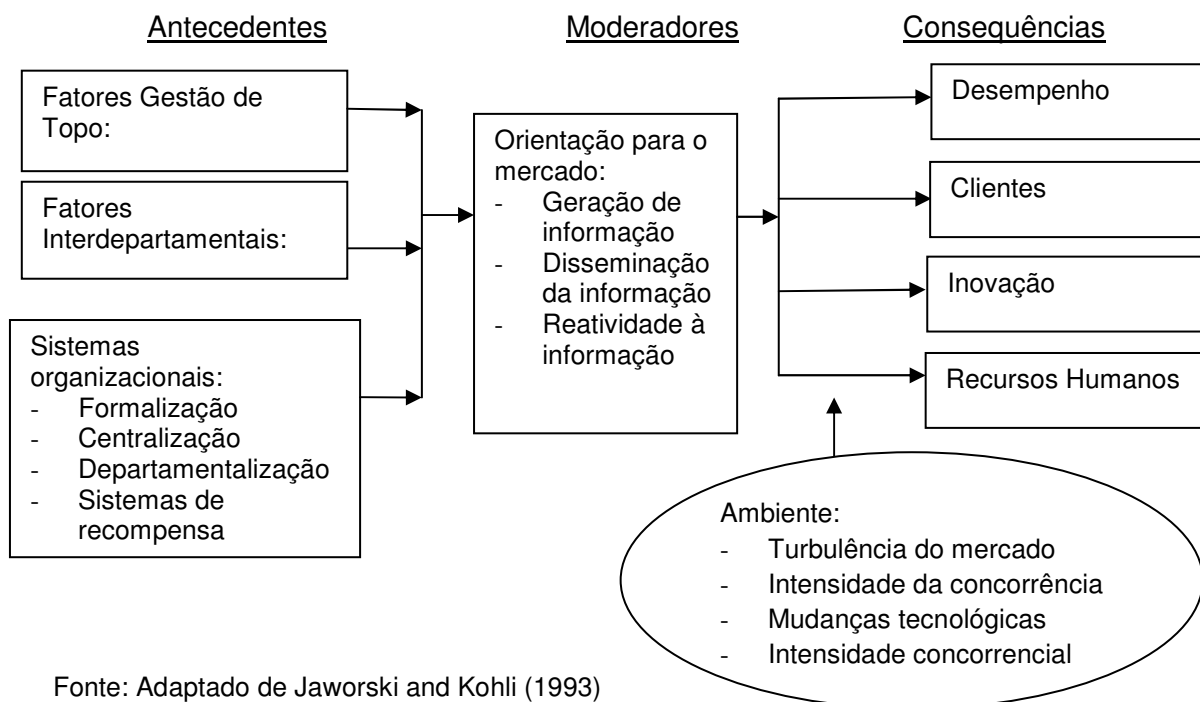 Antecedentes
Moderadores
Consequências
Fatores Gestão de
Topo:
Fatores
Interdepartamentais:
Sistemas
organizacionais:
- Formalização
- Centralização
- Departamentalização
- Sistemas de
recompensa
Orientação para o
mercado:
- Geração de
informação
- Disseminação
da informação
- Reatividade à
informação
Desempenho
Clientes
Inovação
Recursos Humanos
Ambiente:
- Turbulência do mercado
- Intensidade da concorrência
- Mudanças tecnológicas
- Intensidade concorrencial
Fonte: Adaptado de Jaworski and Kohli (1993)